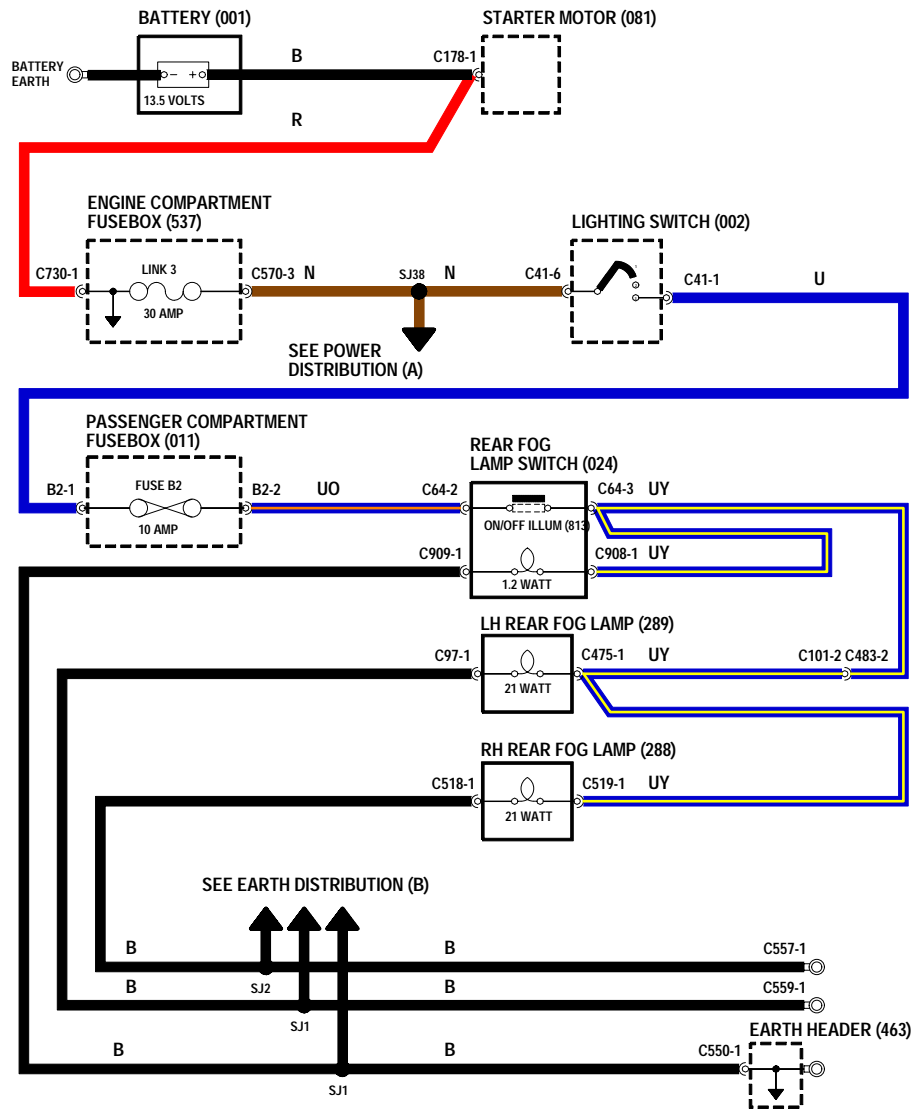 BATTERY (001)
STARTER MOTOR (081)
B
C178-1
BATTERY
EARTH
- +
13.5 VOLTS
R
ENGINE COMPARTMENT
FUSEBOX (537)
LIGHTING SWITCH (002)
C730-1
LINK 3
C570-3
N
SJ38
N
C41-6
C41-1
U
30 AMP
SEE POWER
DISTRIBUTION (A)
PASSENGER COMPARTMENT
FUSEBOX (011)
REAR FOG
LAMP SWITCH (024)
B2-1
FUSE B2
B2-2
UO
C64-2
C64-3
UY
10 AMP
ON/OFF ILLUM (813)
C909-1
C908-1
UY
1.2 WATT
LH REAR FOG LAMP (289)
C97-1
C475-1
UY
C101-2 C483-2
21 WATT
RH REAR FOG LAMP (288)
C518-1
C519-1
UY
21 WATT
SEE EARTH DISTRIBUTION (B)
B
B
C557-1
SJ2
B
B
C559-1
SJ1
EARTH HEADER (463)
B
B
C550-1
SJ1